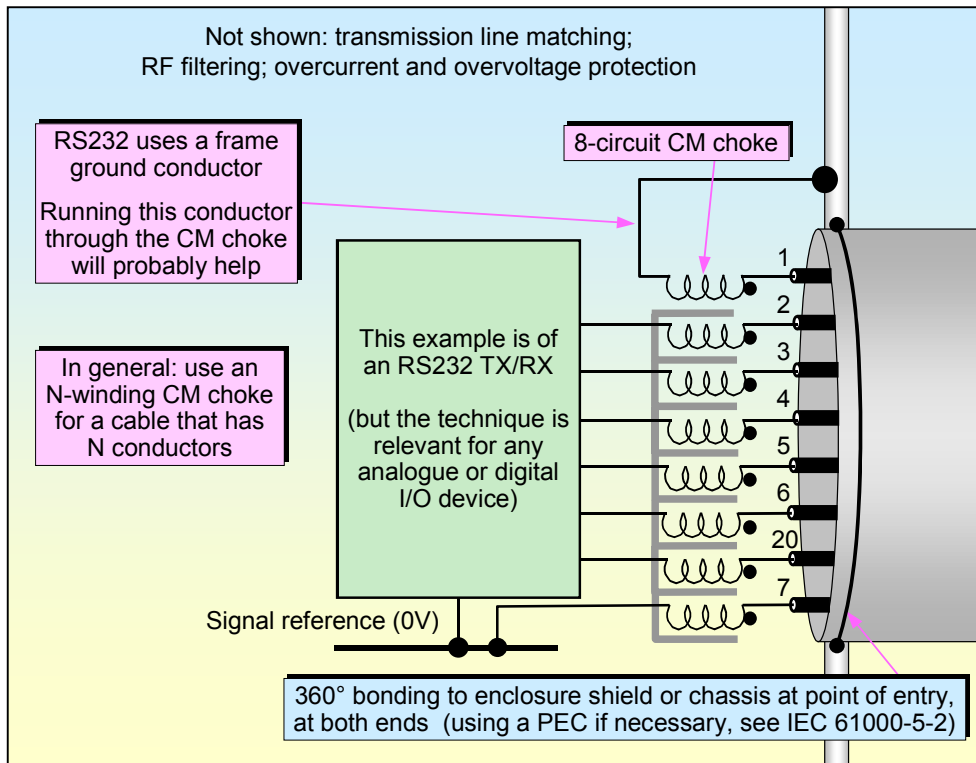 Not shown: transmission line matching;
RF filtering; overcurrent and overvoltage protection
RS232 uses a frame
ground conductor
Running this conductor
through the CM choke
will probably help
8-circuit CM choke
In general: use an
N-winding CM choke
for a cable that has
N conductors
This example is of
an RS232 TX/RX
(but the technique is
relevant for any
analogue or digital
I/O device)
1
2
3
4
5
6
20
7
Signal reference (0V)
360° bonding to enclosure shield or chassis at point of entry,
at both ends (using a PEC if necessary, see IEC 61000-5-2)